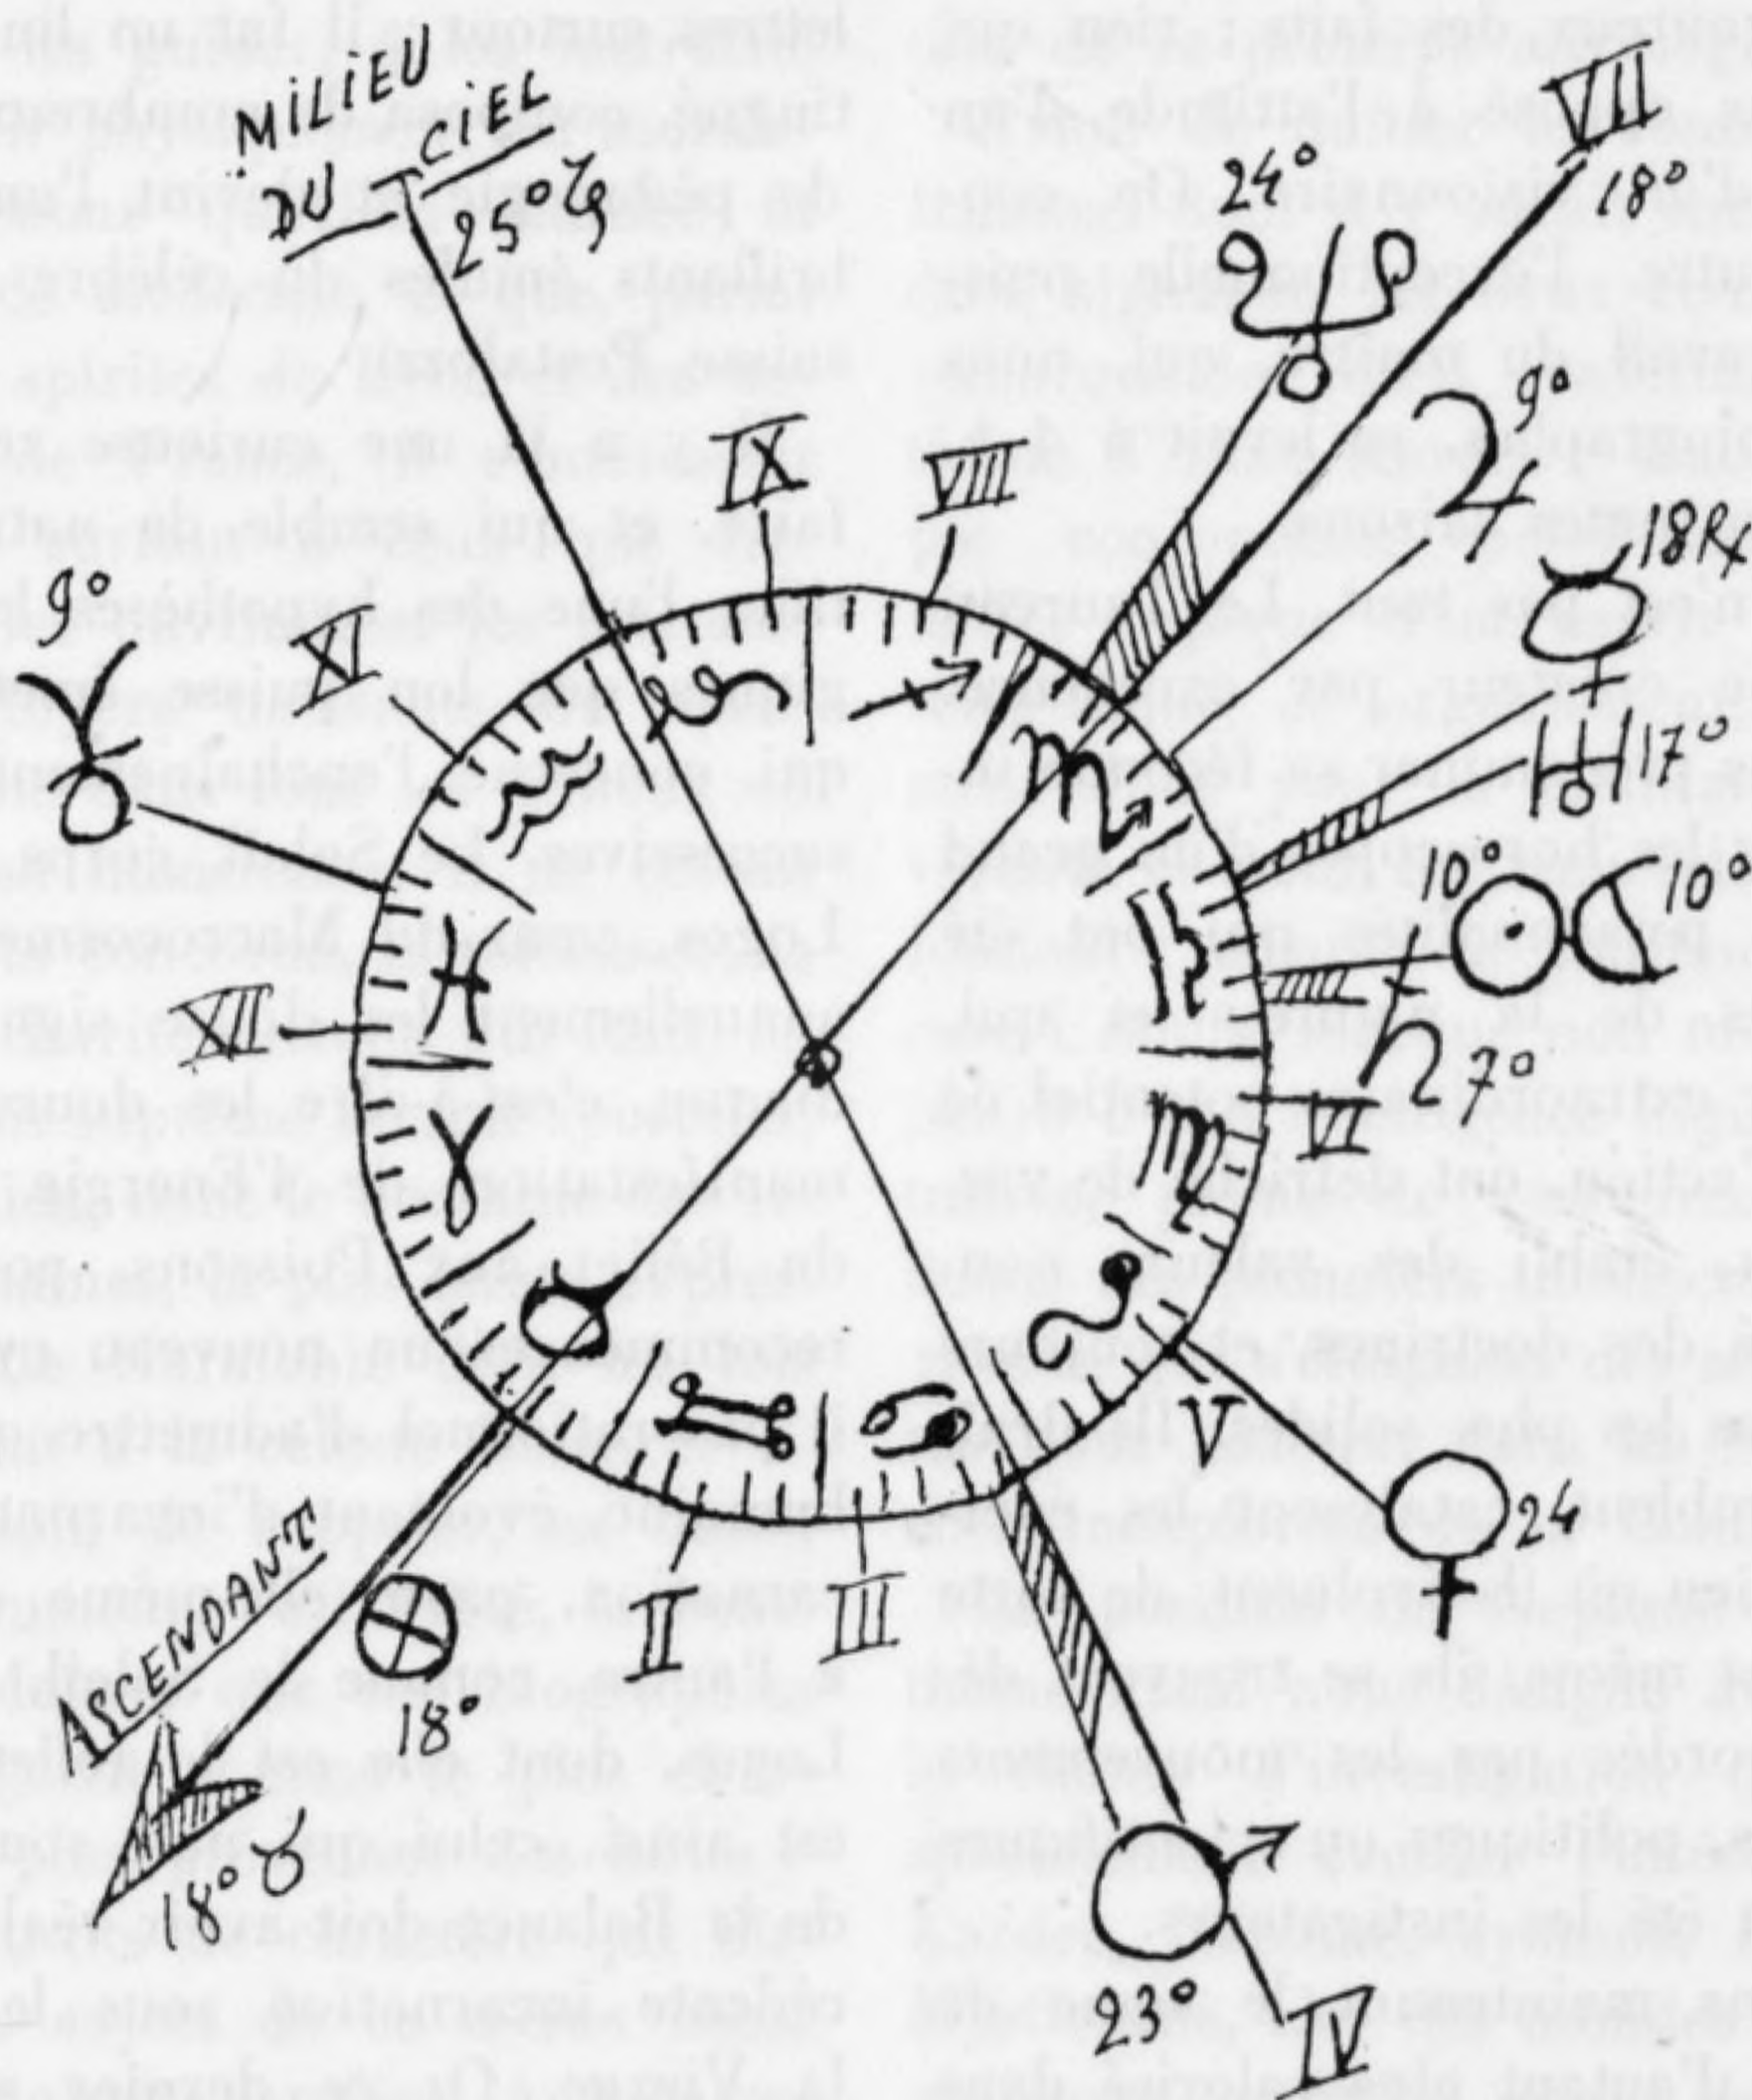 MILIEU
DU CIEL
25° ♑
VII
18°
24°
♆
9°
♃
IX
VIII
18 ℞
☿
9°
XI
♅ 17°
10° ☉ ☾ 10°
♄ 7°
XII
VI
♑
♐
♏
♒
♎
♓
♍
♈
♌
♉
♊
♋
V
♀ 24
II
III
ASCENDANT
⊗
18°
18° ♉
♂
23°
IV